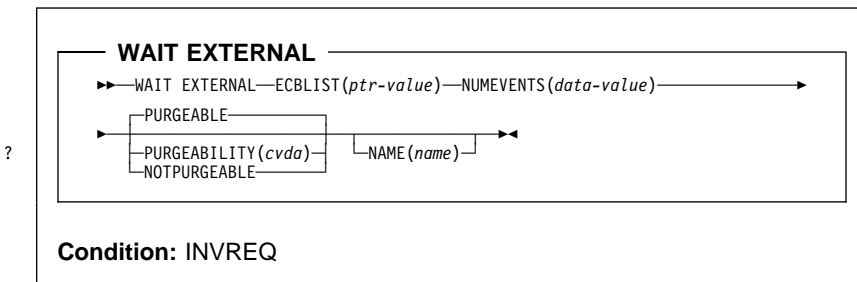 WAIT EXTERNAL
►►──WAIT EXTERNAL──ECBLIST(ptr-value)──NUMEVENTS(data-value)──►
PURGEABLE
►
PURGEABILITY(cvda) NAME(name) ►◄
? NOTPURGEABLE
Condition: INVREQ